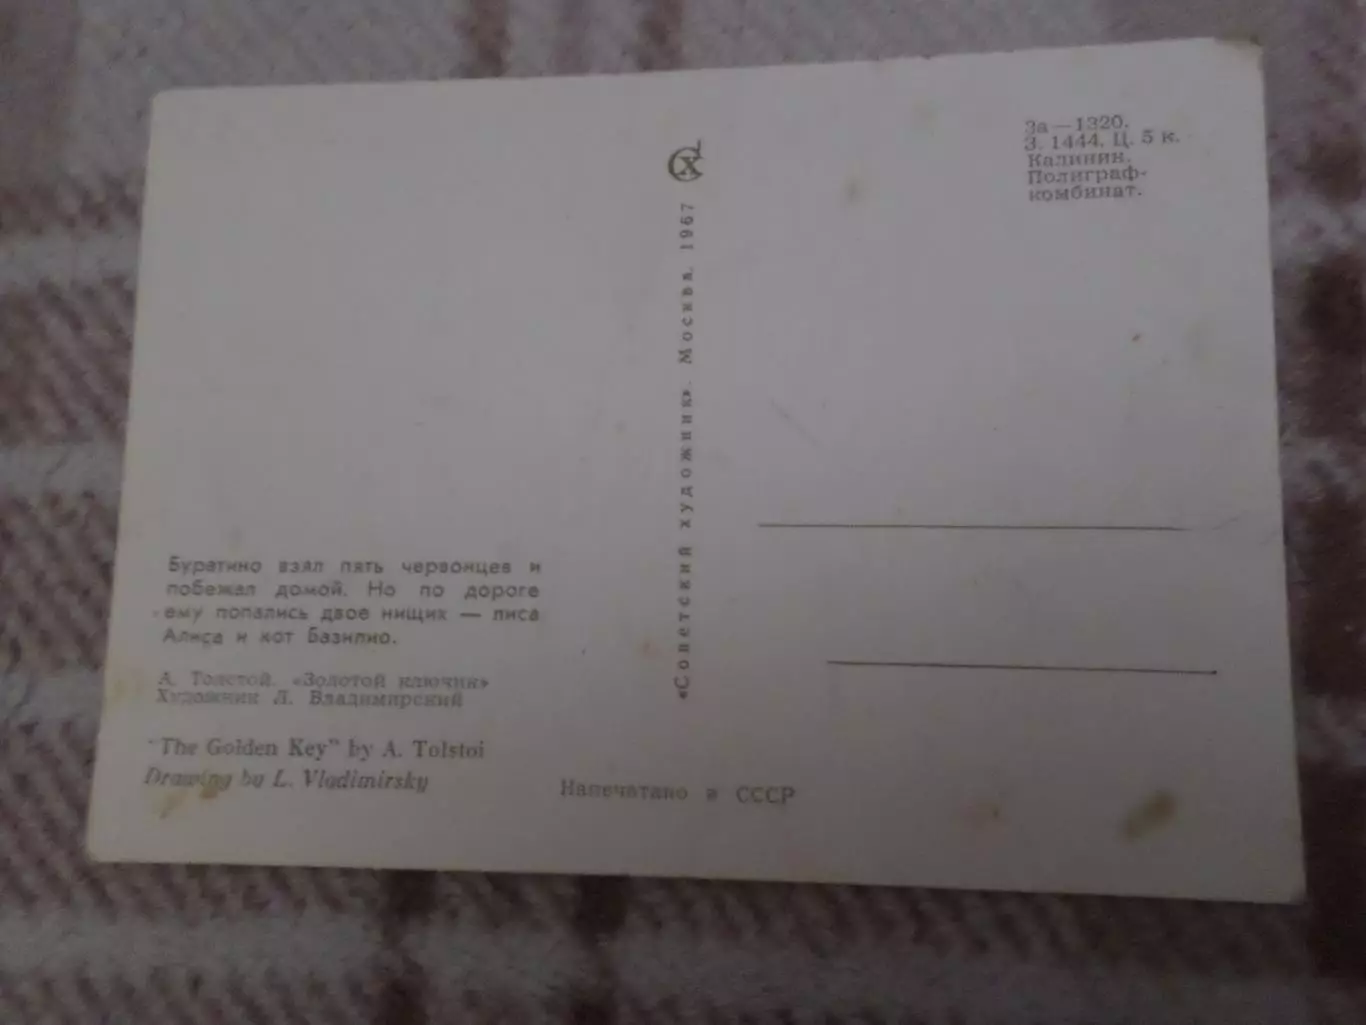 За—1320.
З. 1444. Ц. 5 к.
Калинин.
Полиграф-
комбинат.
«Советский художник». Москва. 1967
Буратино взял пять червонцев и
побежал домой. Но по дороге
ему попались двое нищих — лиса
Алиса и кот Базилио.
А. Толстой. «Золотой ключик»
Художник Л. Владимирский
"The Golden Key" by A. Tolstoi
Drawing by L. Vladimirsky
Напечатано в СССР